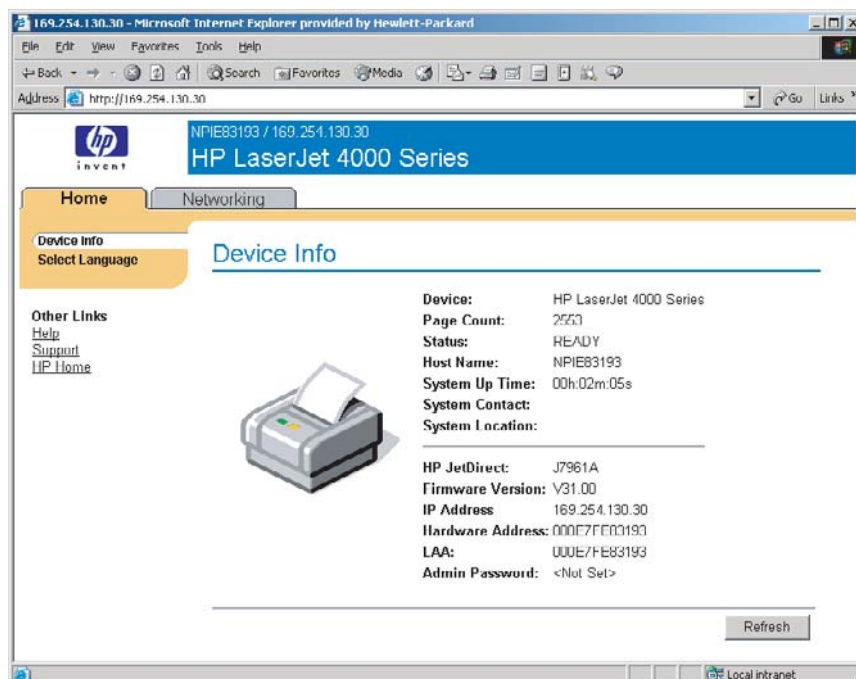 169.254.130.30 - Microsoft Internet Explorer provided by Hewlett-Packard
File Edit View Favorites Tools Help
Back Search Favorites Media
Address http://169.254.130.30 Go Links
hp
invent
NPIE83193 / 169.254.130.30
HP LaserJet 4000 Series
Home Networking
Device Info
Select Language
Other Links
Help
Support
HP Home
Device Info
Device: HP LaserJet 4000 Series
Page Count: 2553
Status: READY
Host Name: NPIE83193
System Up Time: 00h:02m:05s
System Contact:
System Location:
HP JetDirect: J7961A
Firmware Version: V31.00
IP Address 169.254.130.30
Hardware Address: 000E7FE83193
LAA: 000E7FE83193
Admin Password: <Not Set>
Refresh
Local intranet